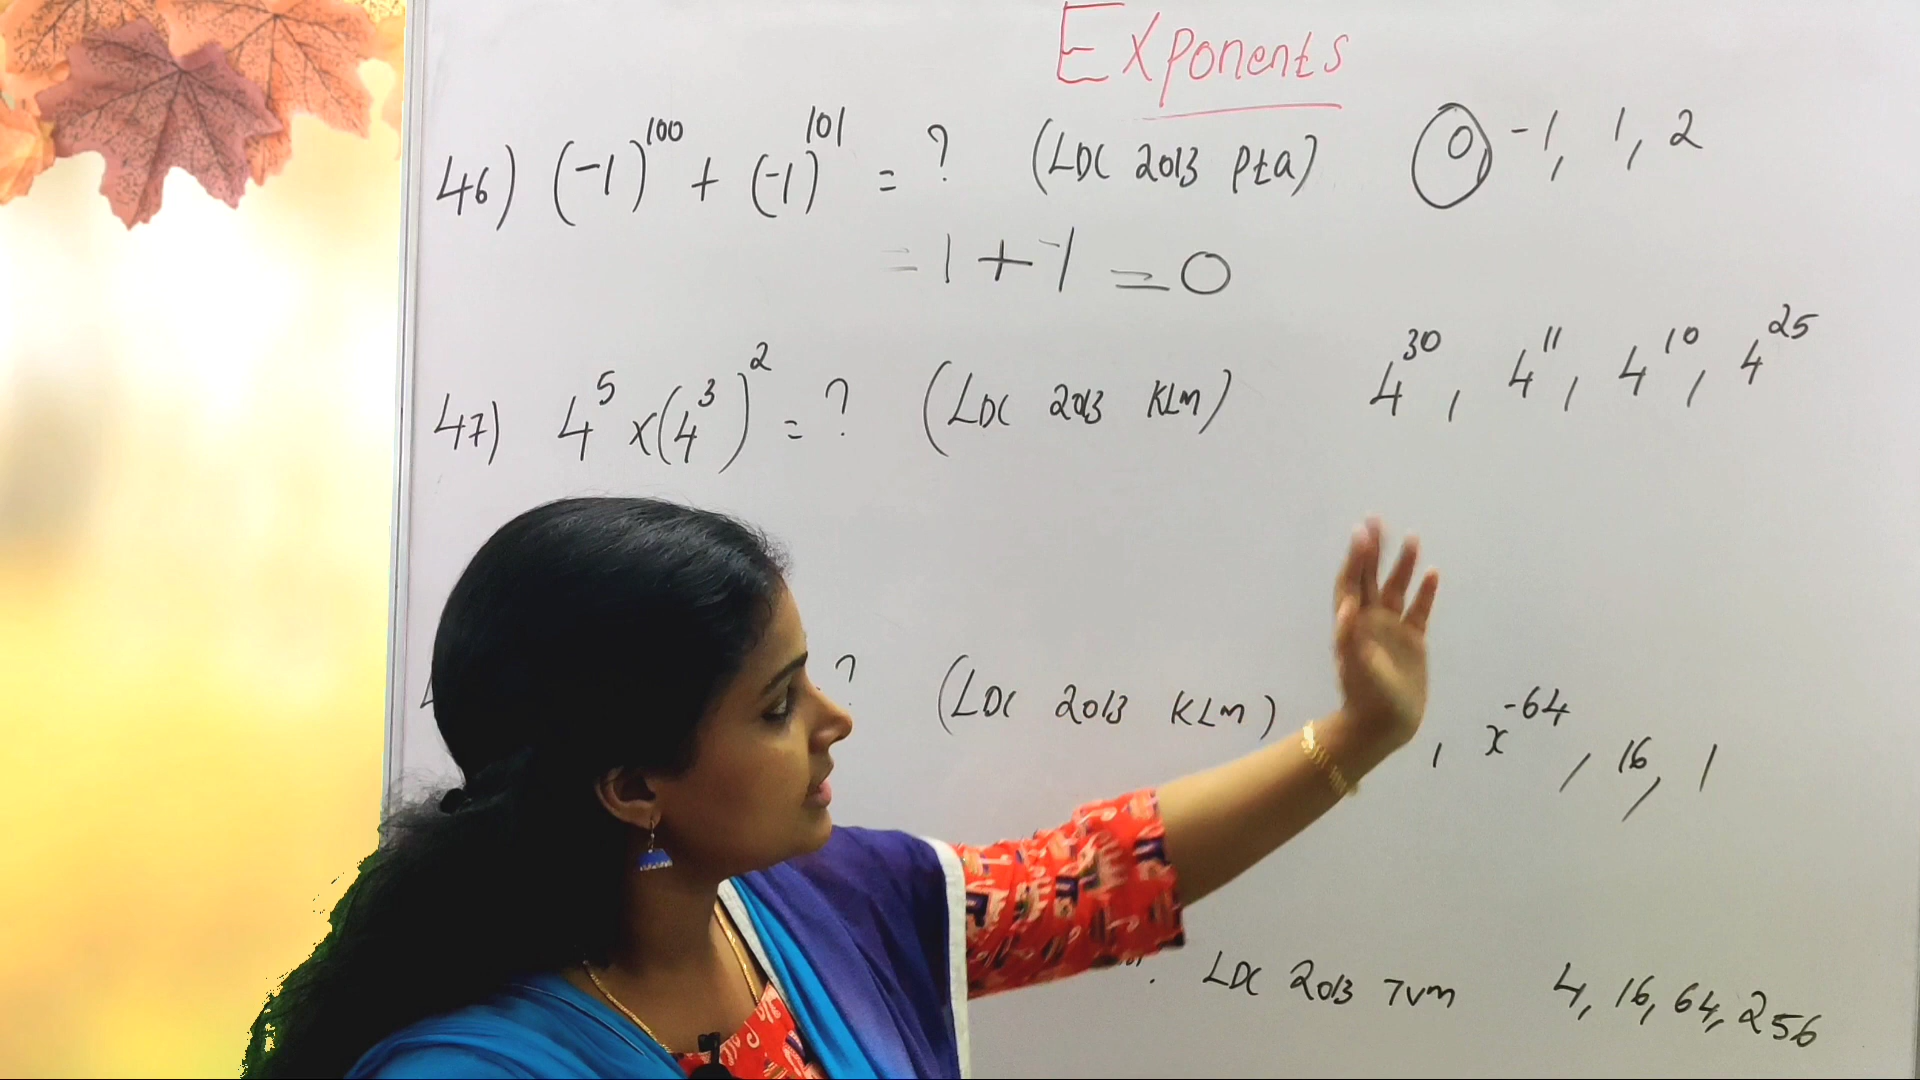 Exponents
46) (-1)^100 + (-1)^101 = ? (LDC 2013 Pta) 0, -1, 1, 2
= 1 + -1 = 0
47) 4^5 x (4^3)^2 = ? (LDC 2013 KLM) 4^30, 4^11, 4^10, 4^25
? (LDC 2013 KLM) , x^-64, 16, 1
LDC 2013 TVM 4, 16, 64, 256